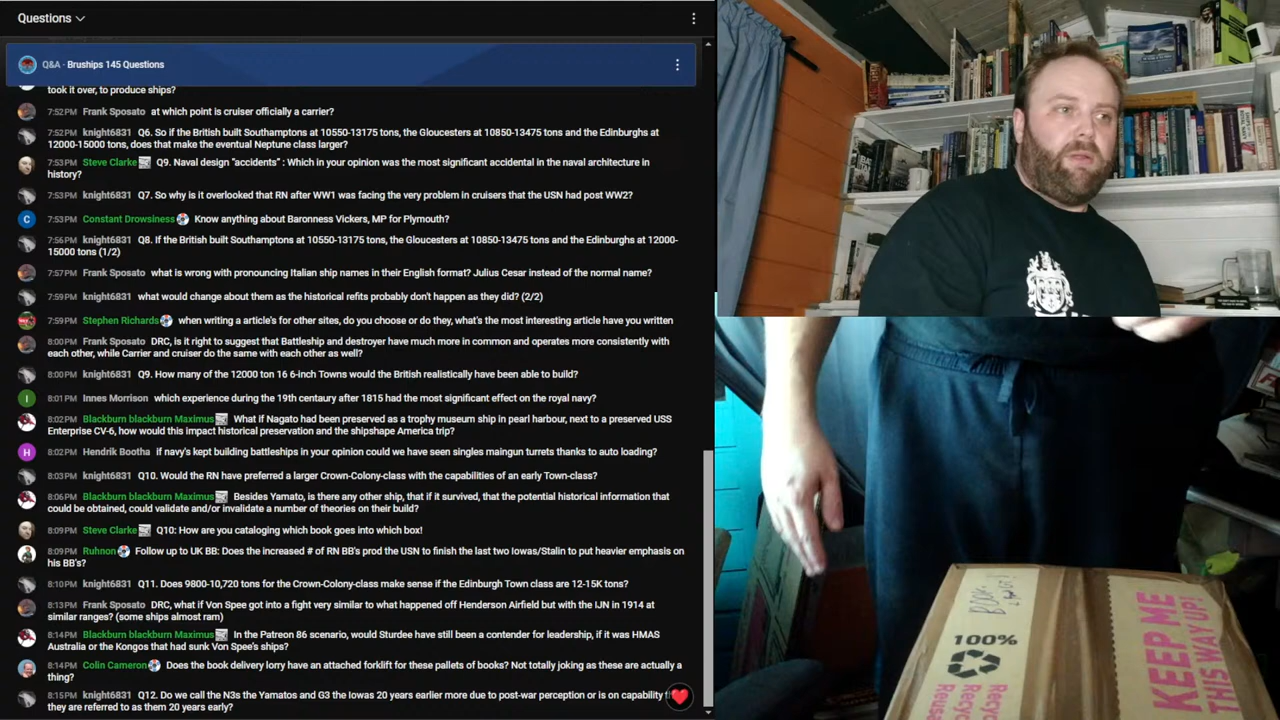 Questions
Q&A · Bruships 145 Questions
took it over, to produce ships?
7:52PM Frank Sposato at which point is cruiser officially a carrier?
7:52PM knight6831 Q6. So if the British built Southamptons at 10550-13175 tons, the Gloucesters at 10850-13475 tons and the Edinburghs at
12000-15000 tons, does that make the eventual Neptune class larger?
7:53PM Steve Clarke Q9. Naval design "accidents" : Which in your opinion was the most significant accidental in the naval architecture in
history?
7:53PM knight6831 Q7. So why is it overlooked that RN after WW1 was facing the very problem in cruisers that the USN had post WW2?
C 7:53PM Constant Drowsiness Know anything about Baronness Vickers, MP for Plymouth?
7:56PM knight6831 Q8. If the British built Southamptons at 10550-13175 tons, the Gloucesters at 10850-13475 tons and the Edinburghs at 12000-
15000 tons (1/2)
7:57PM Frank Sposato what is wrong with pronouncing Italian ship names in their English format? Julius Cesar instead of the normal name?
7:59PM knight6831 what would change about them as the historical refits probably don't happen as they did? (2/2)
7:59PM Stephen Richards when writing a article's for other sites, do you choose or do they, what's the most interesting article have you written
8:00PM Frank Sposato DRC, is it right to suggest that Battleship and destroyer have much more in common and operates more consistently with
each other, while Carrier and cruiser do the same with each other as well?
8:00PM knight6831 Q9. How many of the 12000 ton 16 6-inch Towns would the British realistically have been able to build?
I 8:01PM Innes Morrison which experience during the 19th centaury after 1815 had the most significant effect on the royal navy?
8:02PM Blackburn blackburn Maximus What if Nagato had been preserved as a trophy museum ship in pearl harbour, next to a preserved USS
Enterprise CV-6, how would this impact historical preservation and the shipshape America trip?
H 8:02PM Hendrik Bootha if navy's kept building battleships in your opinion could we have seen singles maingun turrets thanks to auto loading?
8:03PM knight6831 Q10. Would the RN have preferred a larger Crown-Colony-class with the capabilities of an early Town-class?
8:06PM Blackburn blackburn Maximus Besides Yamato, is there any other ship, that if it survived, that the potential historical information that
could be obtained, could validate and/or invalidate a number of theories on their build?
8:09PM Steve Clarke Q10: How are you cataloging which book goes into which box!
8:09PM Ruhnon Follow up to UK BB: Does the increased # of RN BB's prod the USN to finish the last two Iowas/Stalin to put heavier emphasis on
his BB's?
8:10PM knight6831 Q11. Does 9800-10,720 tons for the Crown-Colony-class make sense if the Edinburgh Town class are 12-15K tons?
8:13PM Frank Sposato DRC, what if Von Spee got into a fight very similar to what happened off Henderson Airfield but with the IJN in 1914 at
similar ranges? (some ships almost ram)
8:14PM Blackburn blackburn Maximus In the Patreon 86 scenario, would Sturdee have still been a contender for leadership, if it was HMAS
Australia or the Kongos that had sunk Von Spee's ships?
8:14PM Colin Cameron Does the book delivery lorry have an attached forklift for these pallets of books? Not totally joking as these are actually a
thing?
8:15PM knight6831 Q12. Do we call the N3s the Yamatos and G3 the Iowas 20 years earlier more due to post-war perception or is on capability
they are referred to as them 20 years early?
100%
KEEP ME
THIS WAY UP!